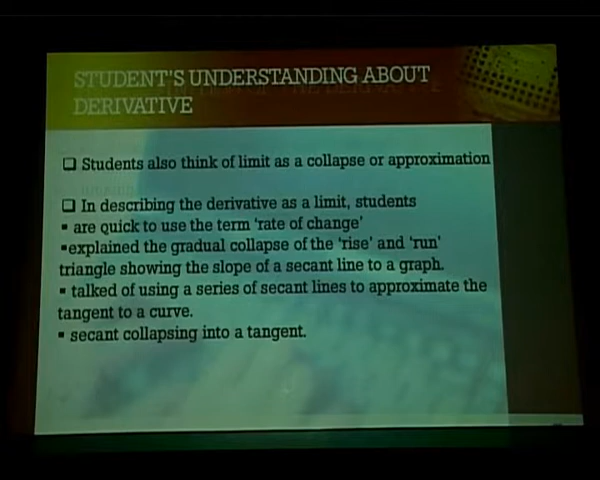 STUDENT'S UNDERSTANDING ABOUT
DERIVATIVE
❑ Students also think of limit as a collapse or approximation
❑ In describing the derivative as a limit, students
▪ are quick to use the term 'rate of change'
▪explained the gradual collapse of the 'rise' and 'run'
triangle showing the slope of a secant line to a graph.
▪ talked of using a series of secant lines to approximate the
tangent to a curve.
▪ secant collapsing into a tangent.